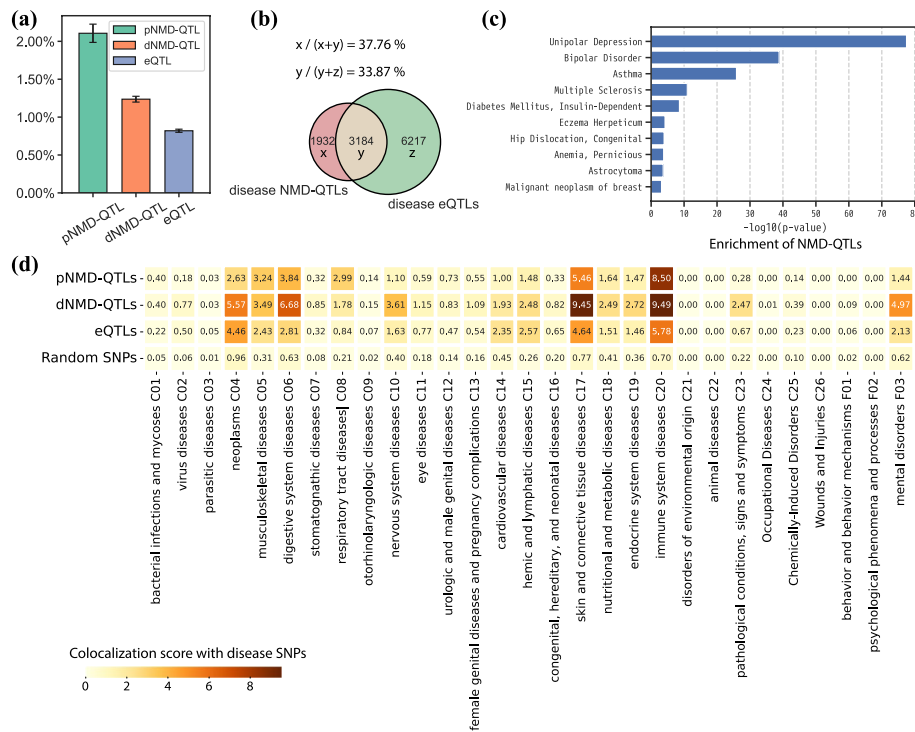 (a)
2.00%
1.50%
1.00%
0.50%
0.00%
pNMD-QTL
dNMD-QTL
eQTL
pNMD-QTL
dNMD-QTL
eQTL
(b)
x / (x+y) = 37.76 %
y / (y+z) = 33.87 %
1932
3184
6217
x
y
z
disease NMD-QTLs
disease eQTLs
(c)
Unipolar Depression
Bipolar Disorder
Asthma
Multiple Sclerosis
Diabetes Mellitus, Insulin-Dependent
Eczema Herpeticum
Hip Dislocation, Congenital
Anemia, Pernicious
Astrocytoma
Malignant neoplasm of breast
0 10 20 30 40 50 60 70 80
-log10(p-value)
Enrichment of NMD-QTLs
(d)
pNMD-QTLs 0,40 0,18 0,03 2,63 3,24 3,84 0,32 2,99 0,14 1,10 0,59 0,73 0,55 1,00 1,48 0,33 5,46 1,64 1,47 8,50 0,00 0,00 0,28 0,00 0,14 0,00 0,00 0,00 1,44
dNMD-QTLs 0,40 0,77 0,03 5,57 3,49 6,68 0,85 1,78 0,15 3,61 1,15 0,83 1,09 1,93 2,48 0,82 9,45 2,49 2,72 9,49 0,00 0,00 2,47 0,01 0,39 0,00 0,09 0,00 4,97
eQTLs 0,22 0,50 0,05 4,46 2,43 2,81 0,32 0,84 0,07 1,63 0,77 0,47 0,63 2,35 2,57 0,65 4,64 1,51 1,46 5,78 0,00 0,00 0,67 0,00 0,23 0,00 0,06 0,00 2,13
Random SNPs 0.05 0.06 0.01 0.96 0.31 0.63 0.08 0.21 0.02 0.40 0.18 0.14 0.14 0.45 0.26 0.20 0.77 0.41 0.36 0.70 0.00 0.00 0.22 0.00 0.10 0.00 0.02 0.00 0.62
bacterial infections and mycoses C01
virus diseases C02
parasitic diseases C03
neoplasms C04
musculoskeletal diseases C05
digestive system diseases C06
stomatognathic diseases C07
respiratory tract diseases| C08
otorhinolaryngologic diseases C09
nervous system diseases C10
eye diseases C11
urologic and male genital diseases C12
female genital diseases and pregnancy complications C13
cardiovascular diseases C14
hemic and lymphatic diseases C15
congenital, hereditary, and neonatal diseases C16
skin and connective tissue diseases C17
nutritional and metabolic diseases C18
endocrine system diseases C19
immune system diseases C20
disorders of environmental origin C21
animal diseases C22
pathological conditions, signs and symptoms C23
Occupational Diseases C24
Chemically-Induced Disorders C25
Wounds and Injuries C26
behavior and behavior mechanisms F01
psychological phenomena and processes F02
mental disorders F03
Colocalization score with disease SNPs
0 2 4 6 8